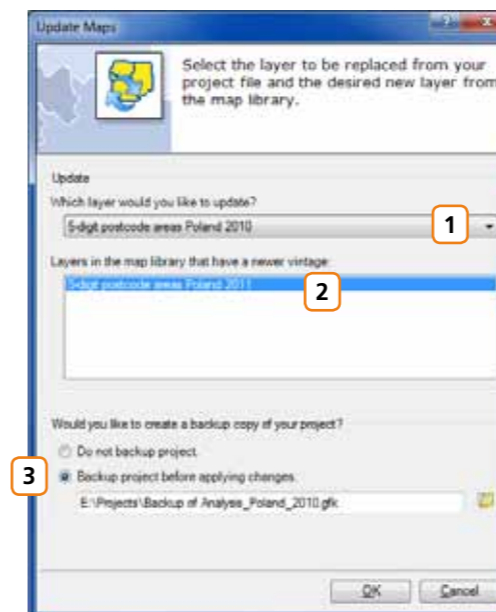 Update Maps
Select the layer to be replaced from your
project file and the desired new layer from
the map library.
Update
Which layer would you like to update?
5-digit postcode areas Poland 2010
1
Layers in the map library that have a newer vintage:
5-digit postcode areas Poland 2011
2
Would you like to create a backup copy of your project?
Do not backup project.
3
Backup project before applying changes.
E:\Projects\Backup of Analysis_Poland_2010.gfk
OK
Cancel